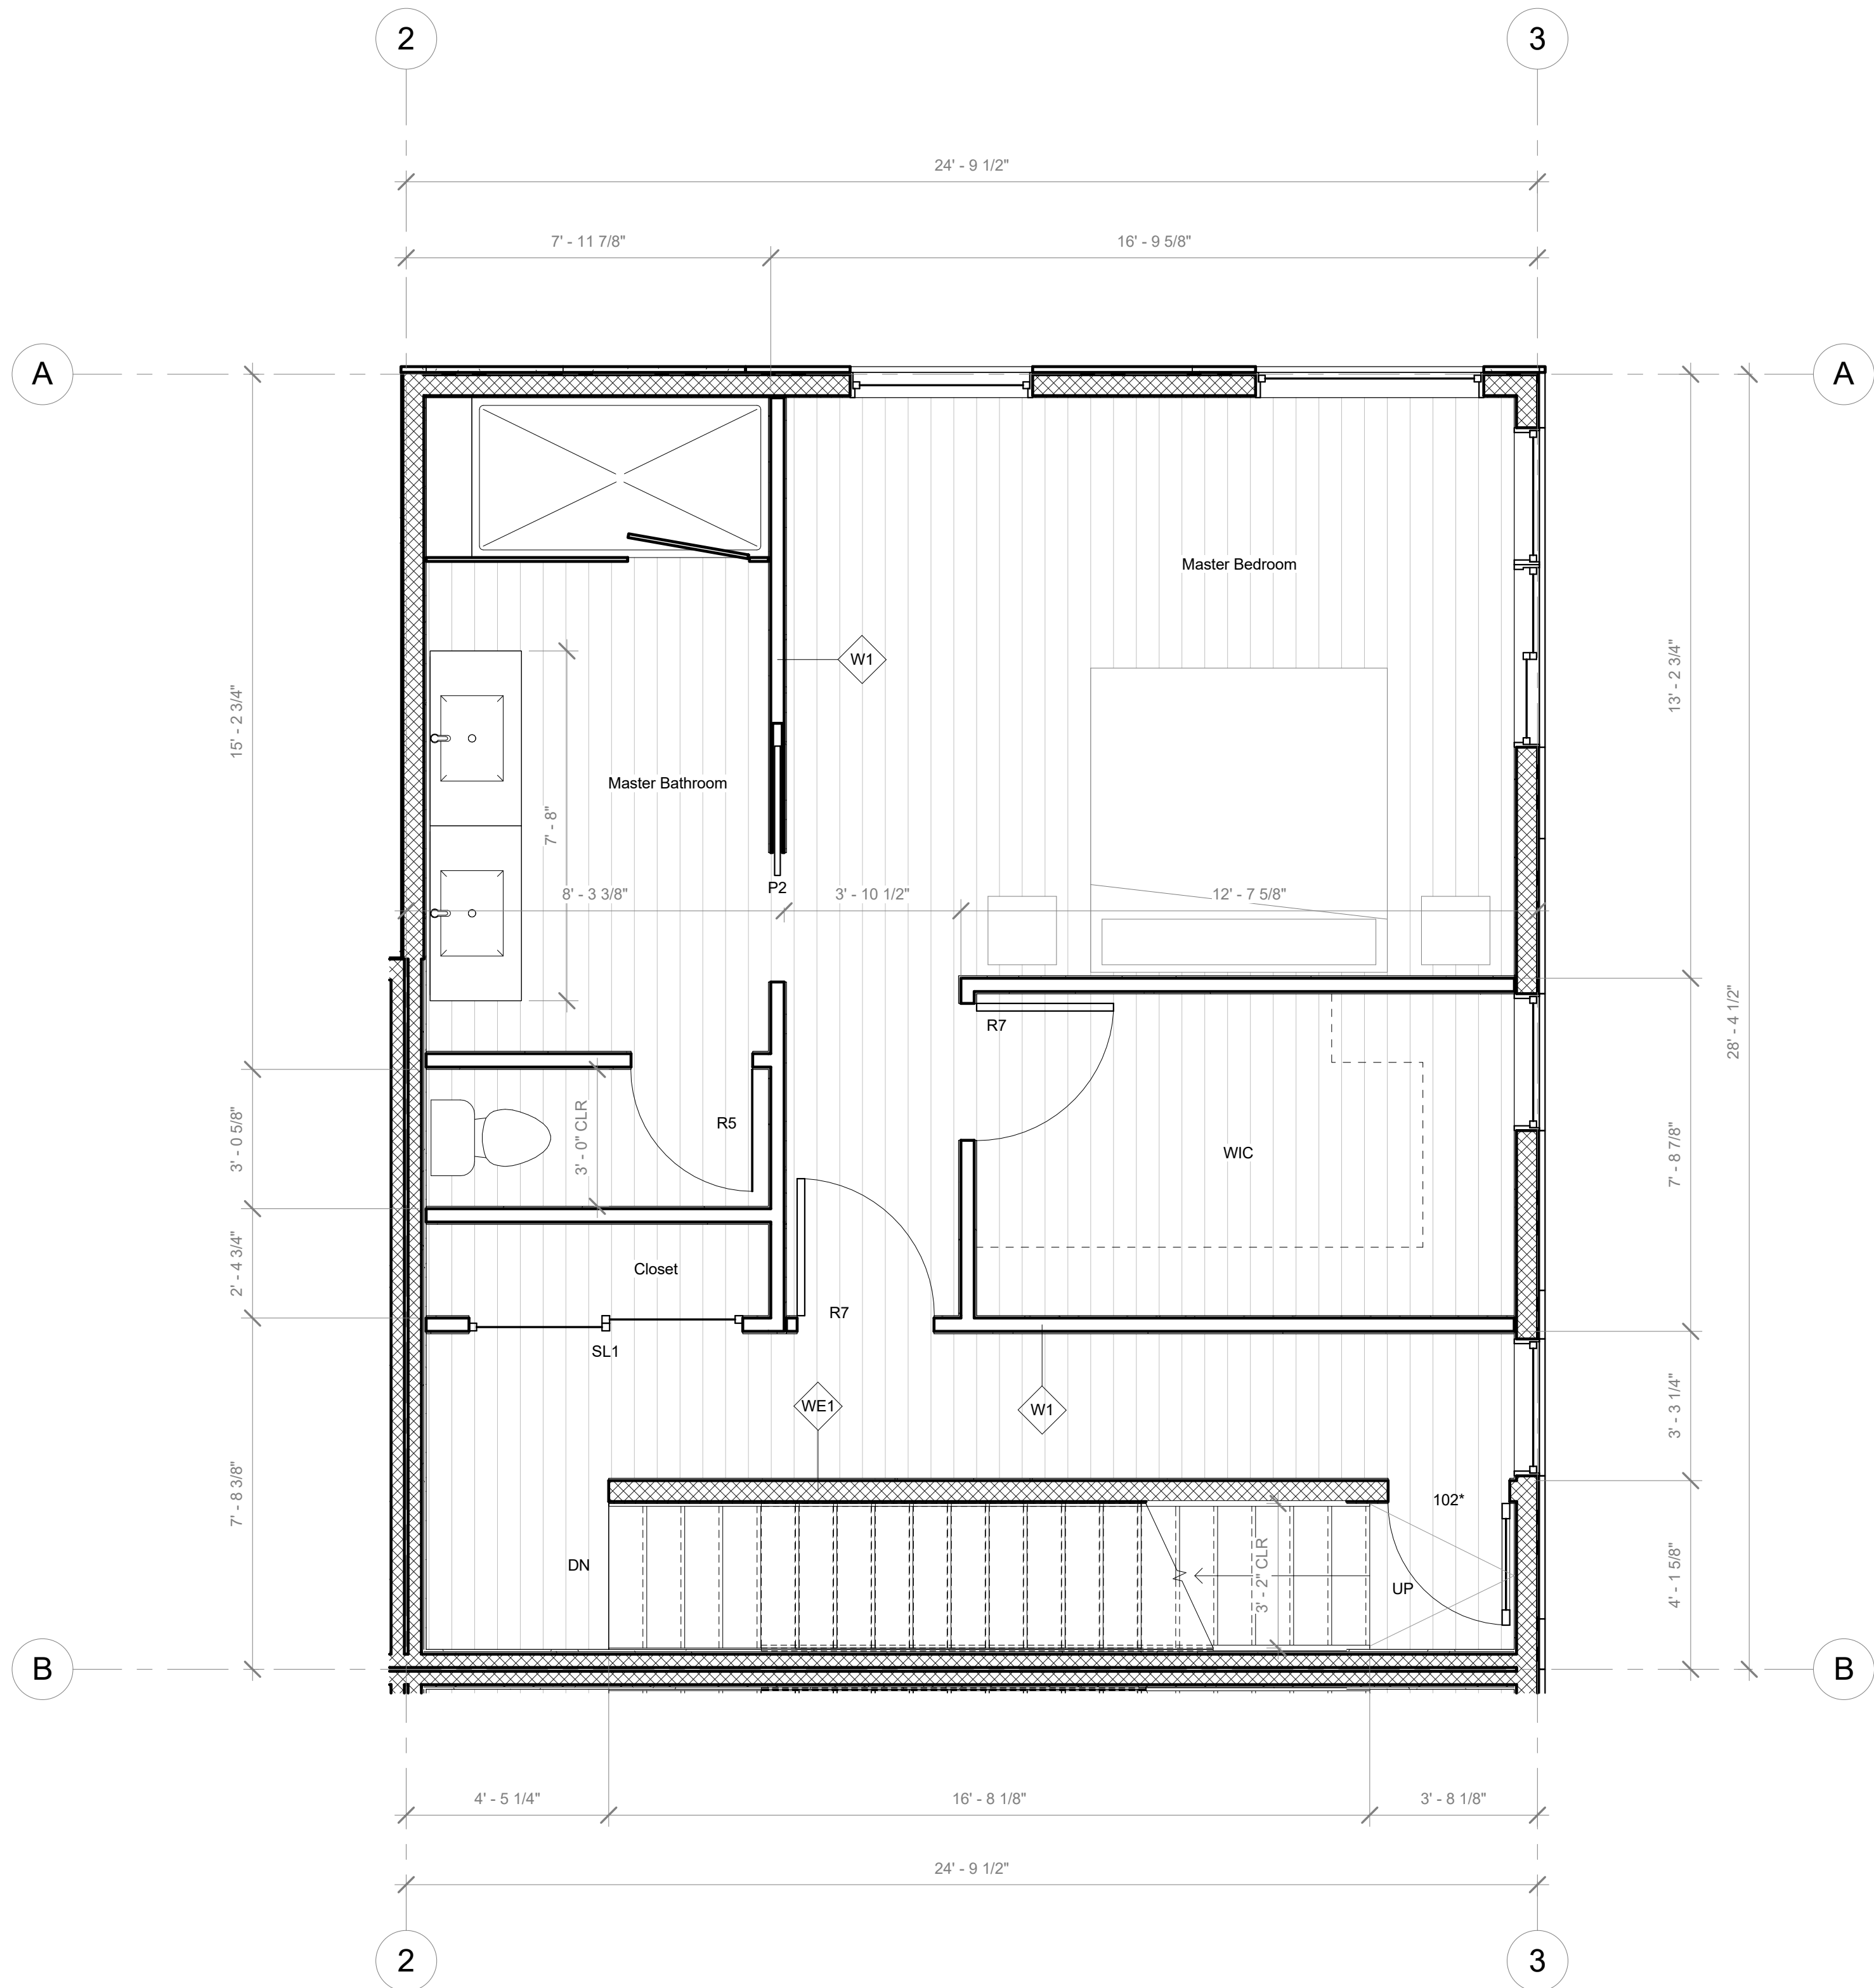 2
3
24' - 9 1/2"
7' - 11 7/8"
16' - 9 5/8"
A
A
Master Bedroom
W1
13' - 2 3/4"
15' - 2 3/4"
Master Bathroom
7' - 8"
P2
8' - 3 3/8"
3' - 10 1/2"
12' - 7 5/8"
R7
28' - 4 1/2"
R5
3' - 0 5/8"
3' - 0" CLR
WIC
7' - 8 7/8"
2' - 4 3/4"
Closet
R7
SL1
WE1
W1
3' - 3 1/4"
7' - 8 3/8"
102*
DN
3' - 2" CLR
UP
4' - 1 5/8"
B
B
4' - 5 1/4"
16' - 8 1/8"
3' - 8 1/8"
24' - 9 1/2"
2
3